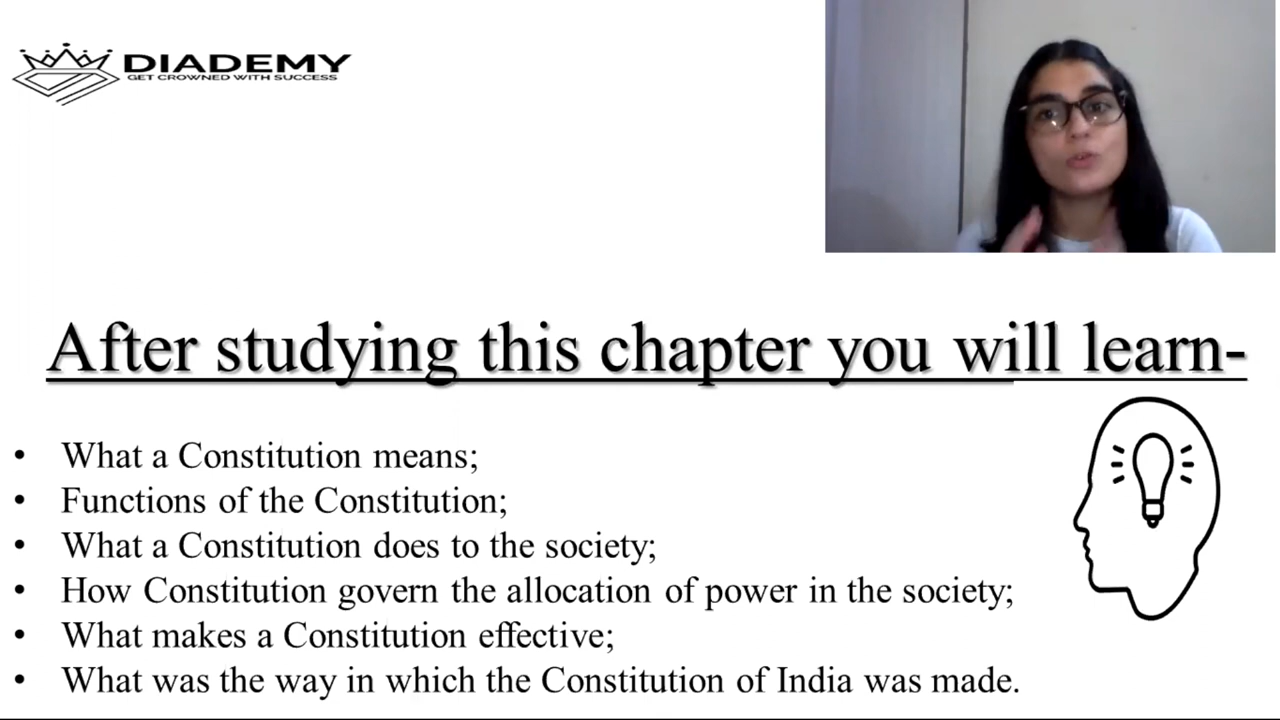 DIADEMY
GET CROWNED WITH SUCCESS
After studying this chapter you will learn-
• What a Constitution means;
• Functions of the Constitution;
• What a Constitution does to the society;
• How Constitution govern the allocation of power in the society;
• What makes a Constitution effective;
• What was the way in which the Constitution of India was made.